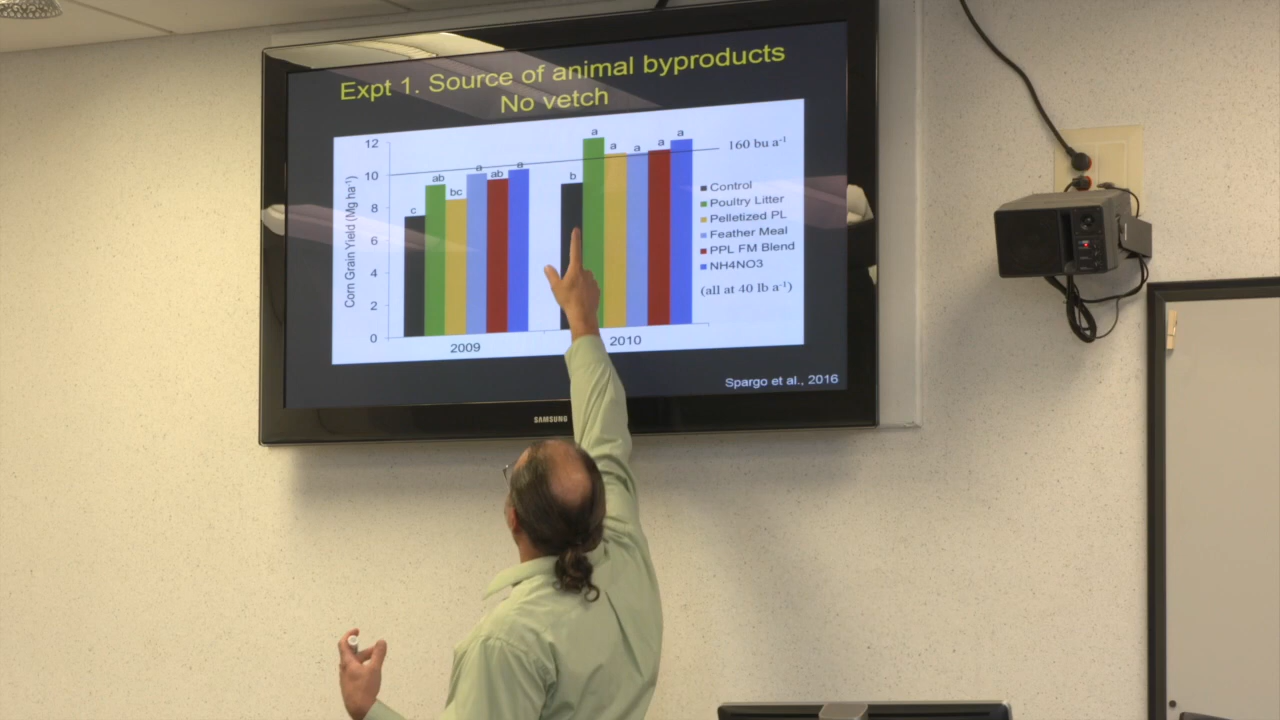 Expt 1. Source of animal byproducts
No vetch
Corn Grain Yield (Mg ha-1)
12
10
8
6
4
2
0
c
ab
bc
a
ab
a
b
a
a
a
a
a
160 bu a-1
2009
2010
Control
Poultry Litter
Pelletized PL
Feather Meal
PPL FM Blend
NH4NO3
(all at 40 lb a-1)
Spargo et al., 2016
SAMSUNG